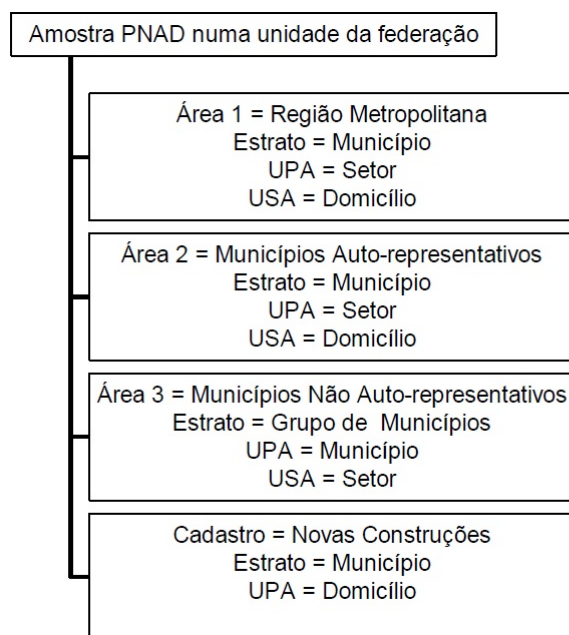 Amostra PNAD numa unidade da federação
Área 1 = Região Metropolitana
Estrato = Município
UPA = Setor
USA = Domicílio
Área 2 = Municípios Auto-representativos
Estrato = Município
UPA = Setor
USA = Domicílio
Área 3 = Municípios Não Auto-representativos
Estrato = Grupo de Municípios
UPA = Município
USA = Setor
Cadastro = Novas Construções
Estrato = Município
UPA = Domicílio